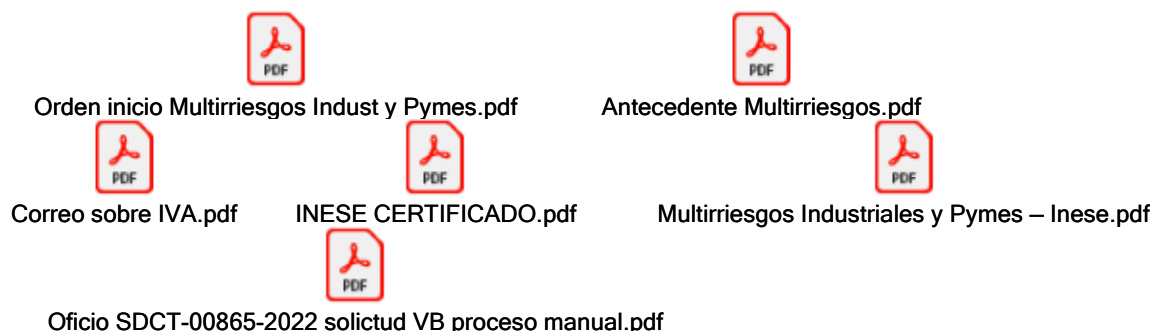 PDF PDF
Orden inicio Multirriesgos Indust y Pymes.pdf Antecedente Multirriesgos.pdf
PDF PDF PDF
Correo sobre IVA.pdf INESE CERTIFICADO.pdf Multirriesgos Industriales y Pymes – Inese.pdf
PDF
Oficio SDCT-00865-2022 solictud VB proceso manual.pdf